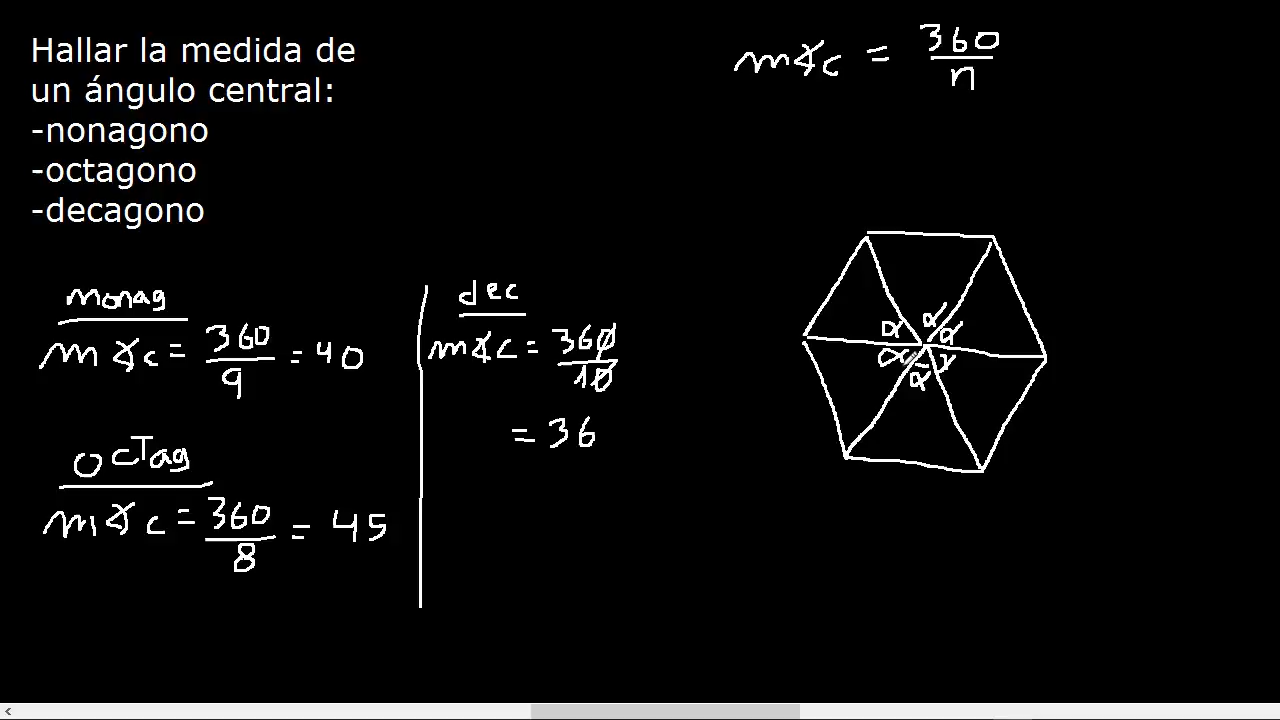 Hallar la medida de
un ángulo central:
-nonagono
-octagono
-decagono
m∢c = 360/n
nonag
m∢c = 360/9 = 40
octag
m∢c = 360/8 = 45
dec
m∢c = 360/10
= 36
α α α
α α α